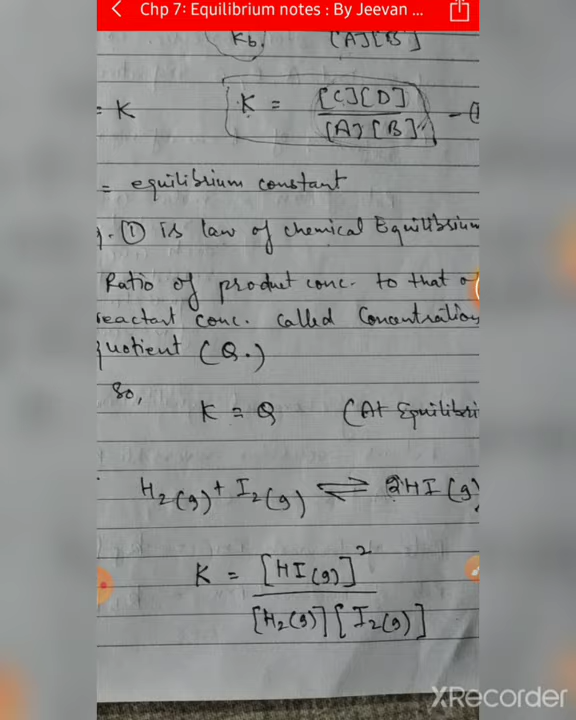 Chp 7: Equilibrium notes : By Jeevan ...
Kb. [A][B]
= K K = [C][D] / [A][B]
= equilibrium constant
. ① is law of chemical Equilibrium
Ratio of product conc. to that o
reactant conc. called Concentration
quotient (Q.)
So,
K = Q (At Equilibri
H2(g) + I2(g) ⇌ 2HI(g)
K = [HI(g)]²
[H2(g)][I2(g)]
XRecorder